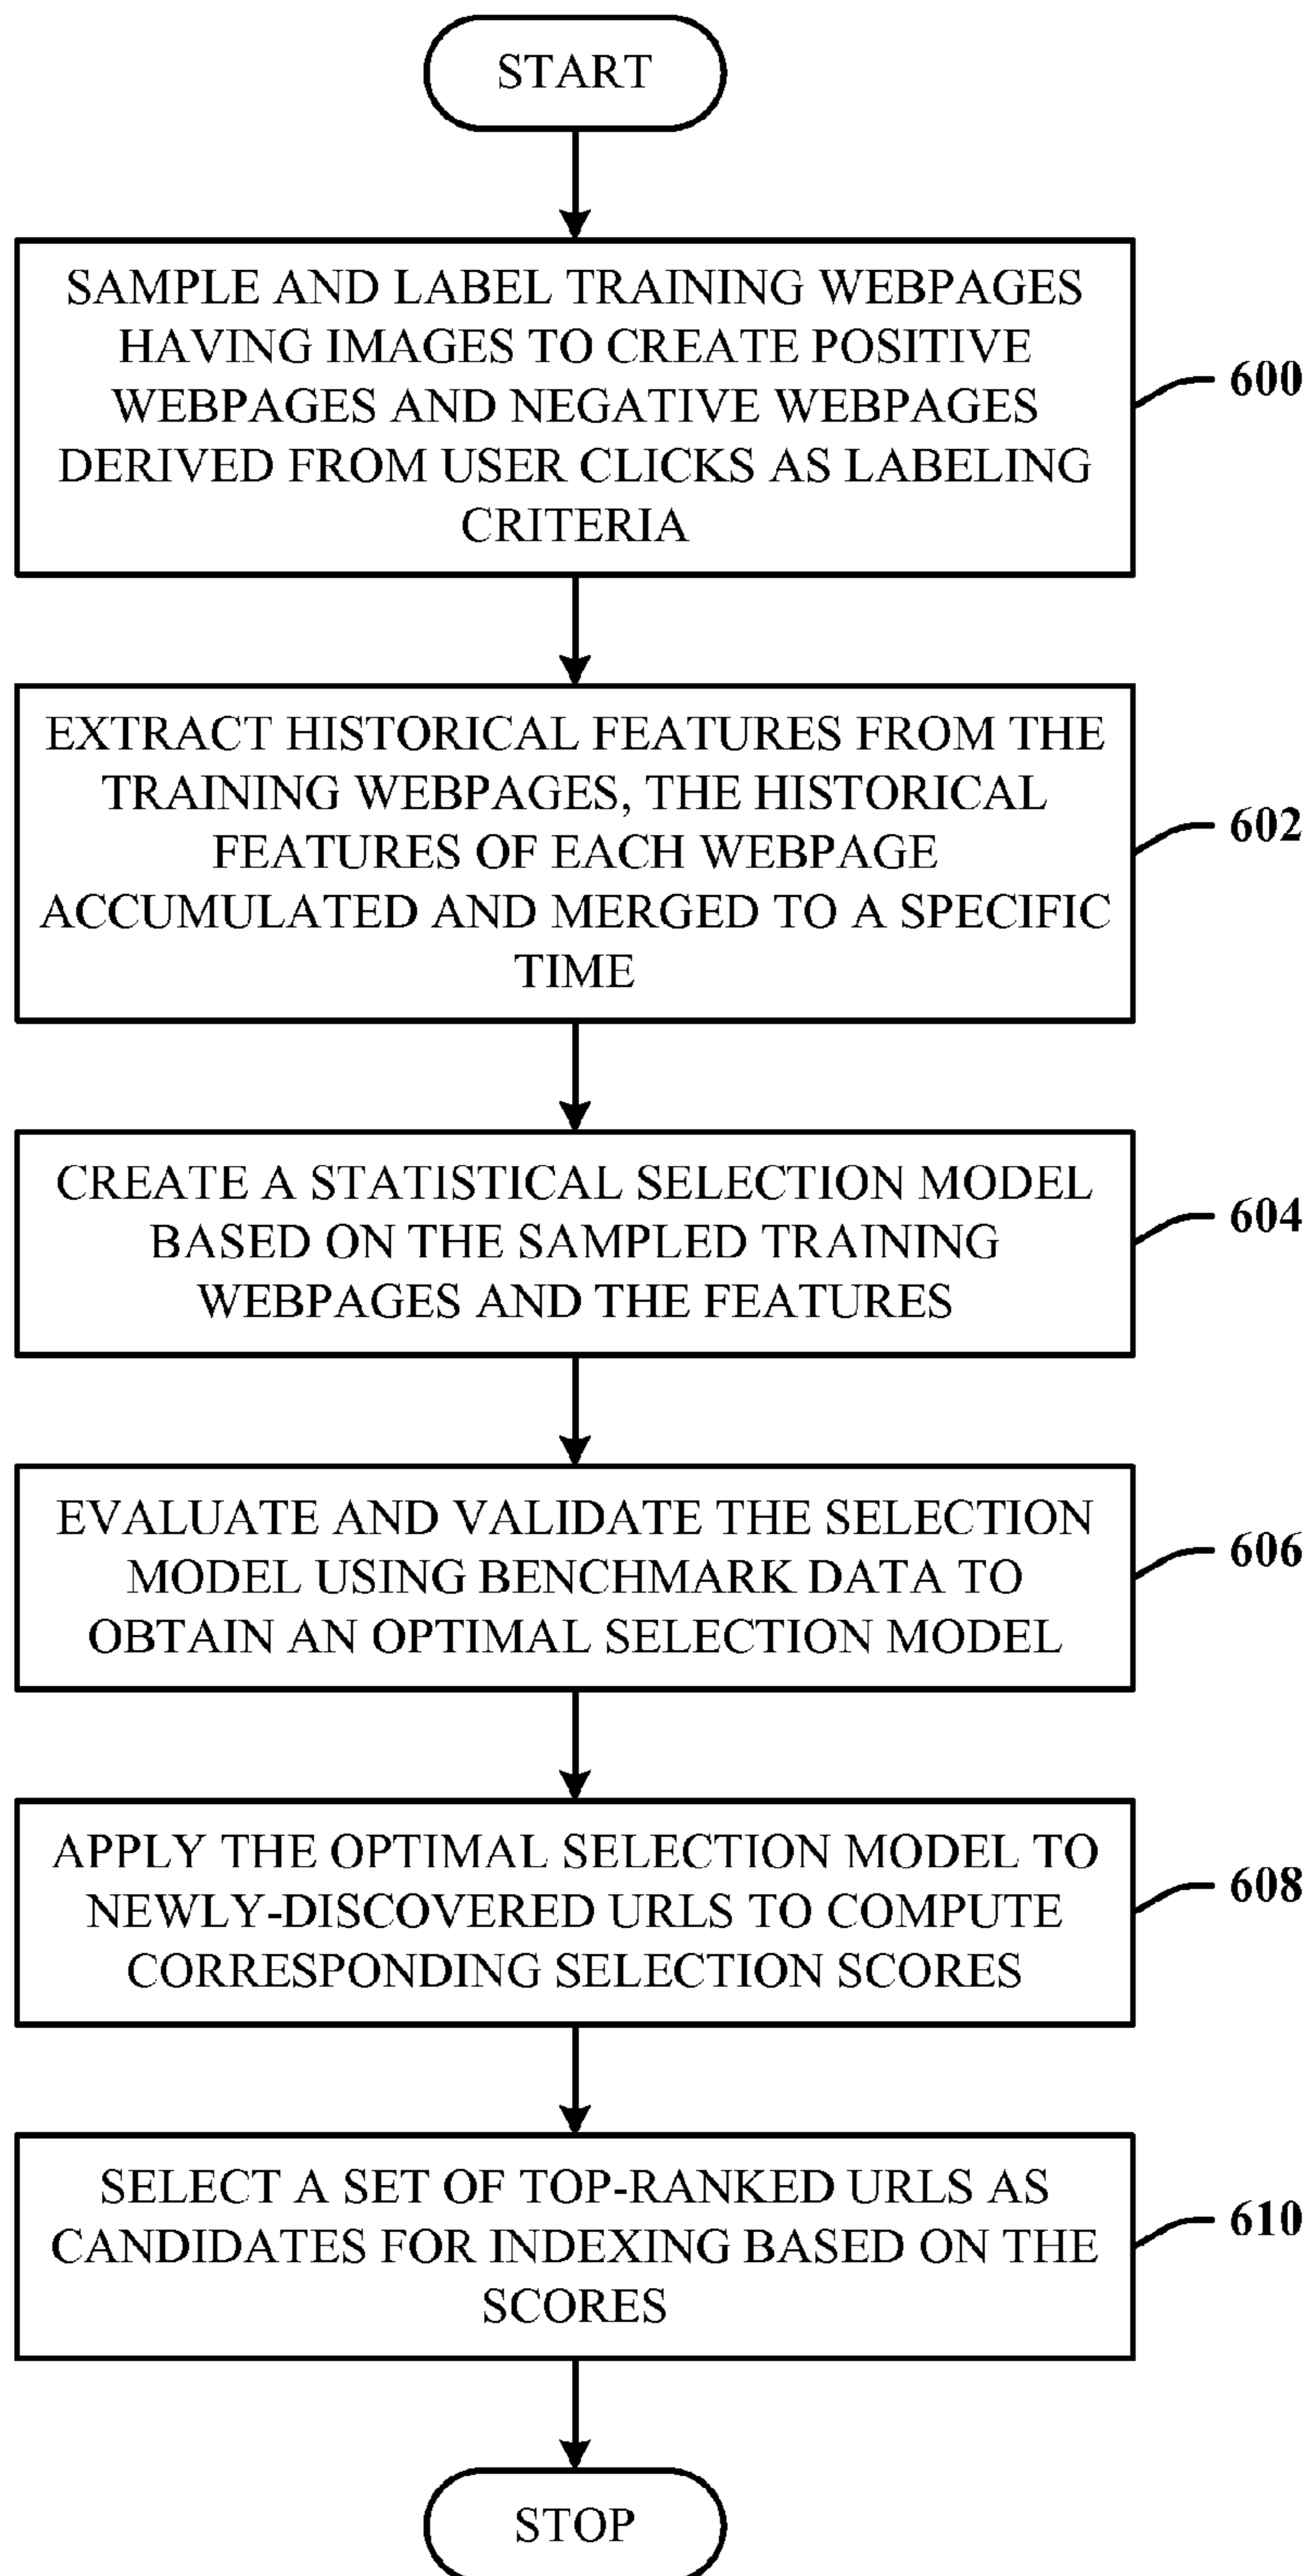 START
SAMPLE AND LABEL TRAINING WEBPAGES
HAVING IMAGES TO CREATE POSITIVE
WEBPAGES AND NEGATIVE WEBPAGES
DERIVED FROM USER CLICKS AS LABELING
CRITERIA
600
EXTRACT HISTORICAL FEATURES FROM THE
TRAINING WEBPAGES, THE HISTORICAL
FEATURES OF EACH WEBPAGE
ACCUMULATED AND MERGED TO A SPECIFIC
TIME
602
CREATE A STATISTICAL SELECTION MODEL
BASED ON THE SAMPLED TRAINING
WEBPAGES AND THE FEATURES
604
EVALUATE AND VALIDATE THE SELECTION
MODEL USING BENCHMARK DATA TO
OBTAIN AN OPTIMAL SELECTION MODEL
606
APPLY THE OPTIMAL SELECTION MODEL TO
NEWLY-DISCOVERED URLS TO COMPUTE
CORRESPONDING SELECTION SCORES
608
SELECT A SET OF TOP-RANKED URLS AS
CANDIDATES FOR INDEXING BASED ON THE
SCORES
610
STOP